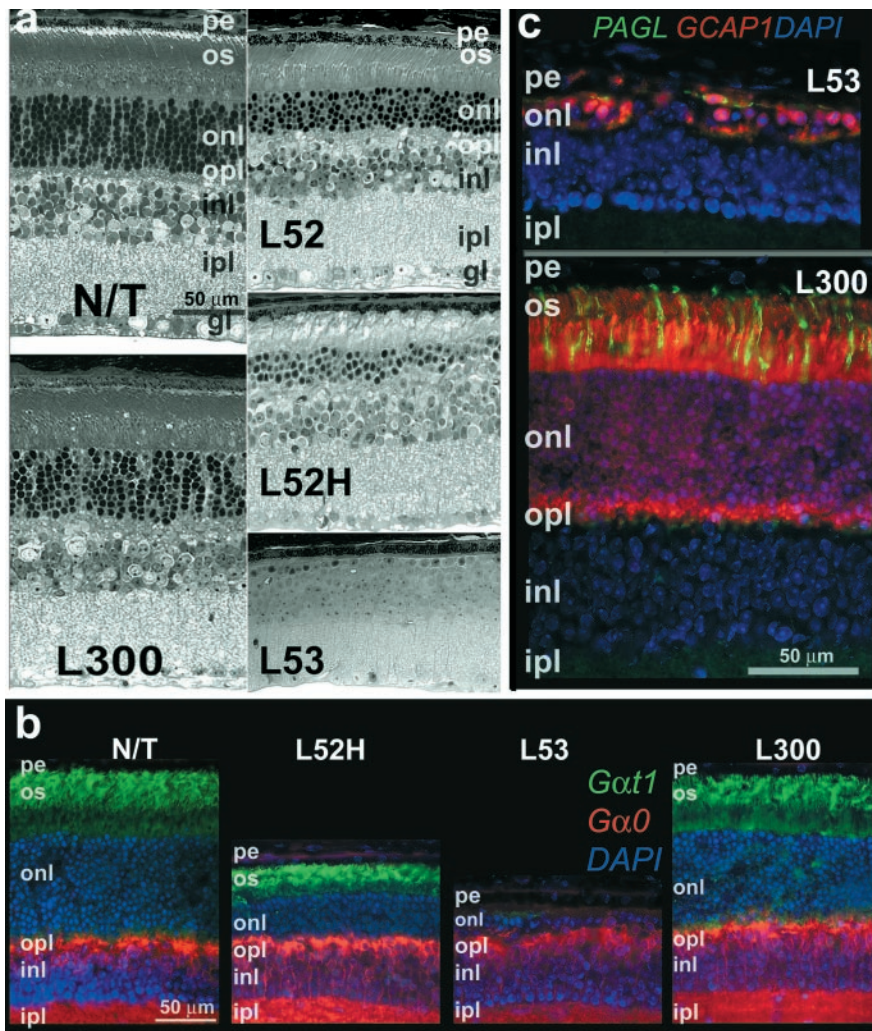 a
pe
os
onl
opl
inl
ipl
N/T
50 µm
gl
pe
os
onl
opl
inl
L52
ipl
gl
L300
L52H
L53
c
PAGL GCAP1 DAPI
L53
pe
onl
inl
ipl
pe
L300
os
onl
opl
inl
ipl
50 µm
b
N/T
L52H
L53
L300
pe
os
onl
opl
inl
ipl
50 µm
pe
os
onl
opl
inl
ipl
pe
onl
opl
inl
ipl
Gαt1
Gα0
DAPI
pe
os
onl
opl
inl
ipl